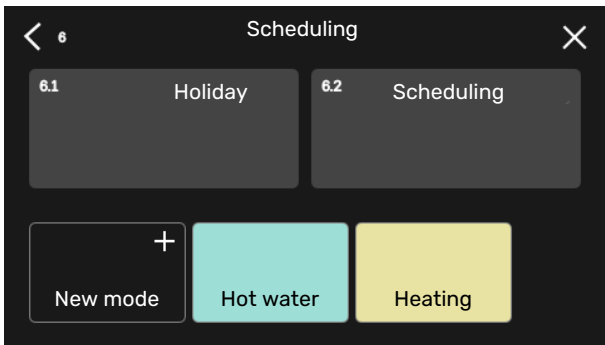 6 Scheduling
6.1 Holiday
6.2 Scheduling
New mode
Hot water
Heating